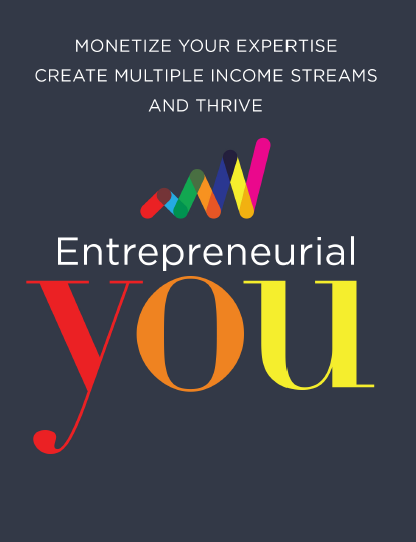 MONETIZE YOUR EXPERTISE
CREATE MULTIPLE INCOME STREAMS
AND THRIVE
Entrepreneurial
you